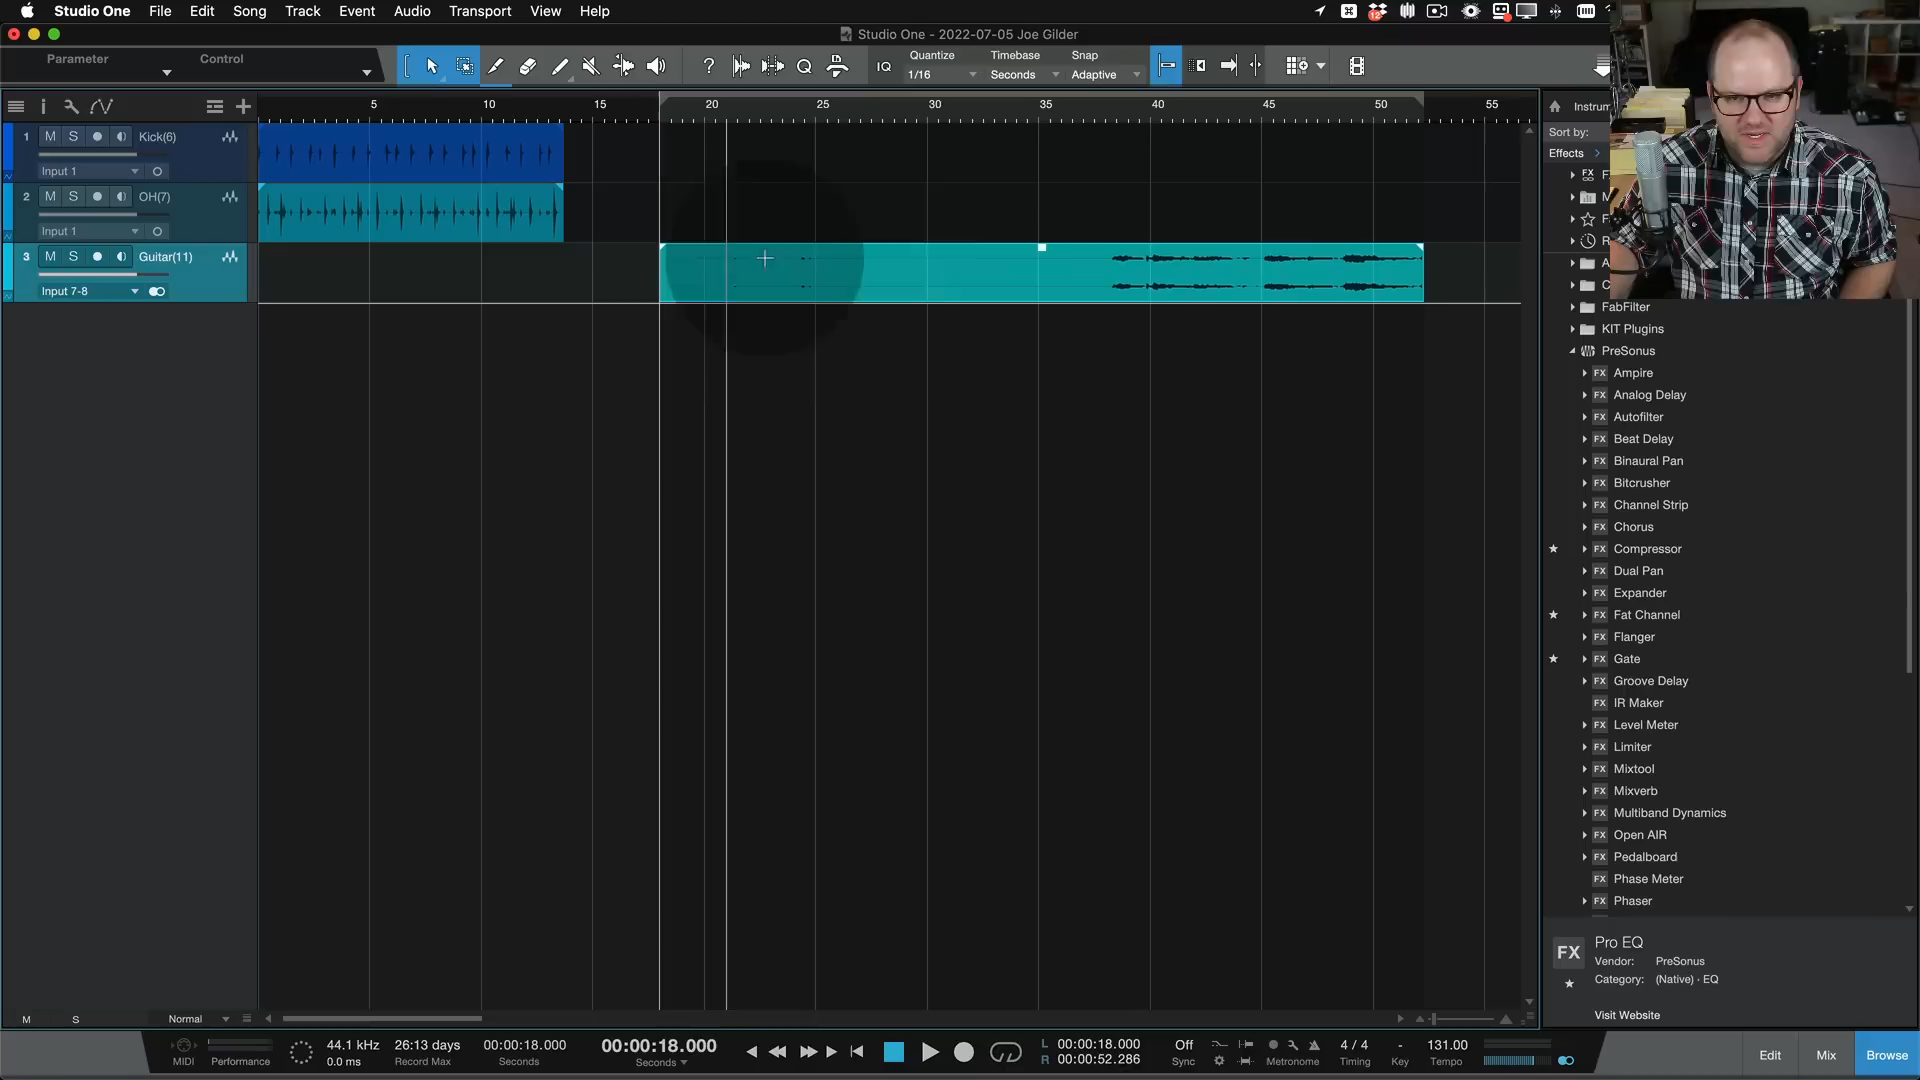 Studio One File Edit Song Track Event Audio Transport View Help
12
Studio One - 2022-07-05 Joe Gilder
Parameter Control
IQ
Quantize
1/16
Timebase
Seconds
Snap
Adaptive
5 10 15 20 25 30 35 40 45 50 55
1 M S Kick(6)
Input 1
2 M S OH(7)
Input 1
3 M S Guitar(11)
Input 7-8
Instrum
Sort by:
Effects
FX F
M
F
R
A
C
FabFilter
KIT Plugins
PreSonus
FX Ampire
FX Analog Delay
FX Autofilter
FX Beat Delay
FX Binaural Pan
FX Bitcrusher
FX Channel Strip
FX Chorus
FX Compressor
FX Dual Pan
FX Expander
FX Fat Channel
FX Flanger
FX Gate
FX Groove Delay
FX IR Maker
FX Level Meter
FX Limiter
FX Mixtool
FX Mixverb
FX Multiband Dynamics
FX Open AIR
FX Pedalboard
FX Phase Meter
FX Phaser
FX
Pro EQ
Vendor: PreSonus
Category: (Native) · EQ
Visit Website
M S Normal
MIDI
Performance
44.1 kHz
0.0 ms
26:13 days
Record Max
00:00:18.000
Seconds
00:00:18.000
Seconds
L 00:00:18.000
R 00:00:52.286
Off
Sync
Metronome
4 / 4
Timing
-
Key
131.00
Tempo
Edit Mix Browse